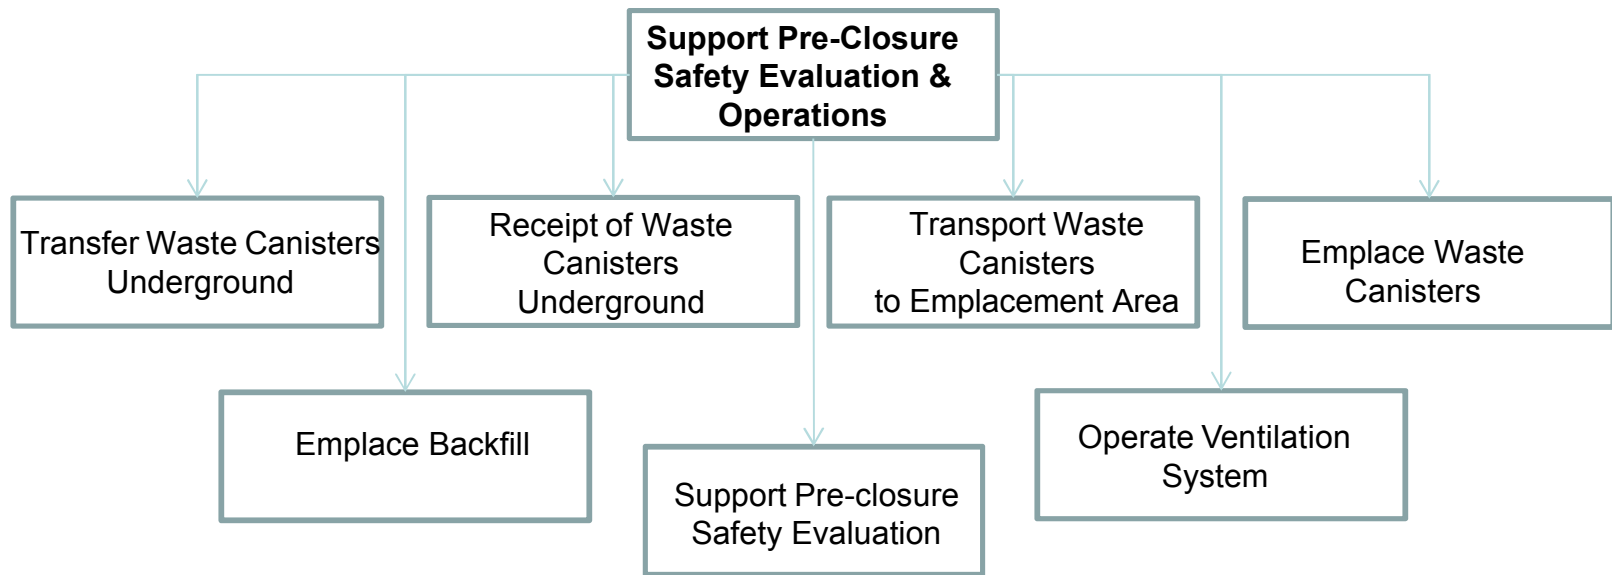 Support Pre-Closure
Safety Evaluation &
Operations
Transfer Waste Canisters
Underground
Receipt of Waste
Canisters
Underground
Transport Waste
Canisters
to Emplacement Area
Emplace Waste
Canisters
Emplace Backfill
Support Pre-closure
Safety Evaluation
Operate Ventilation
System